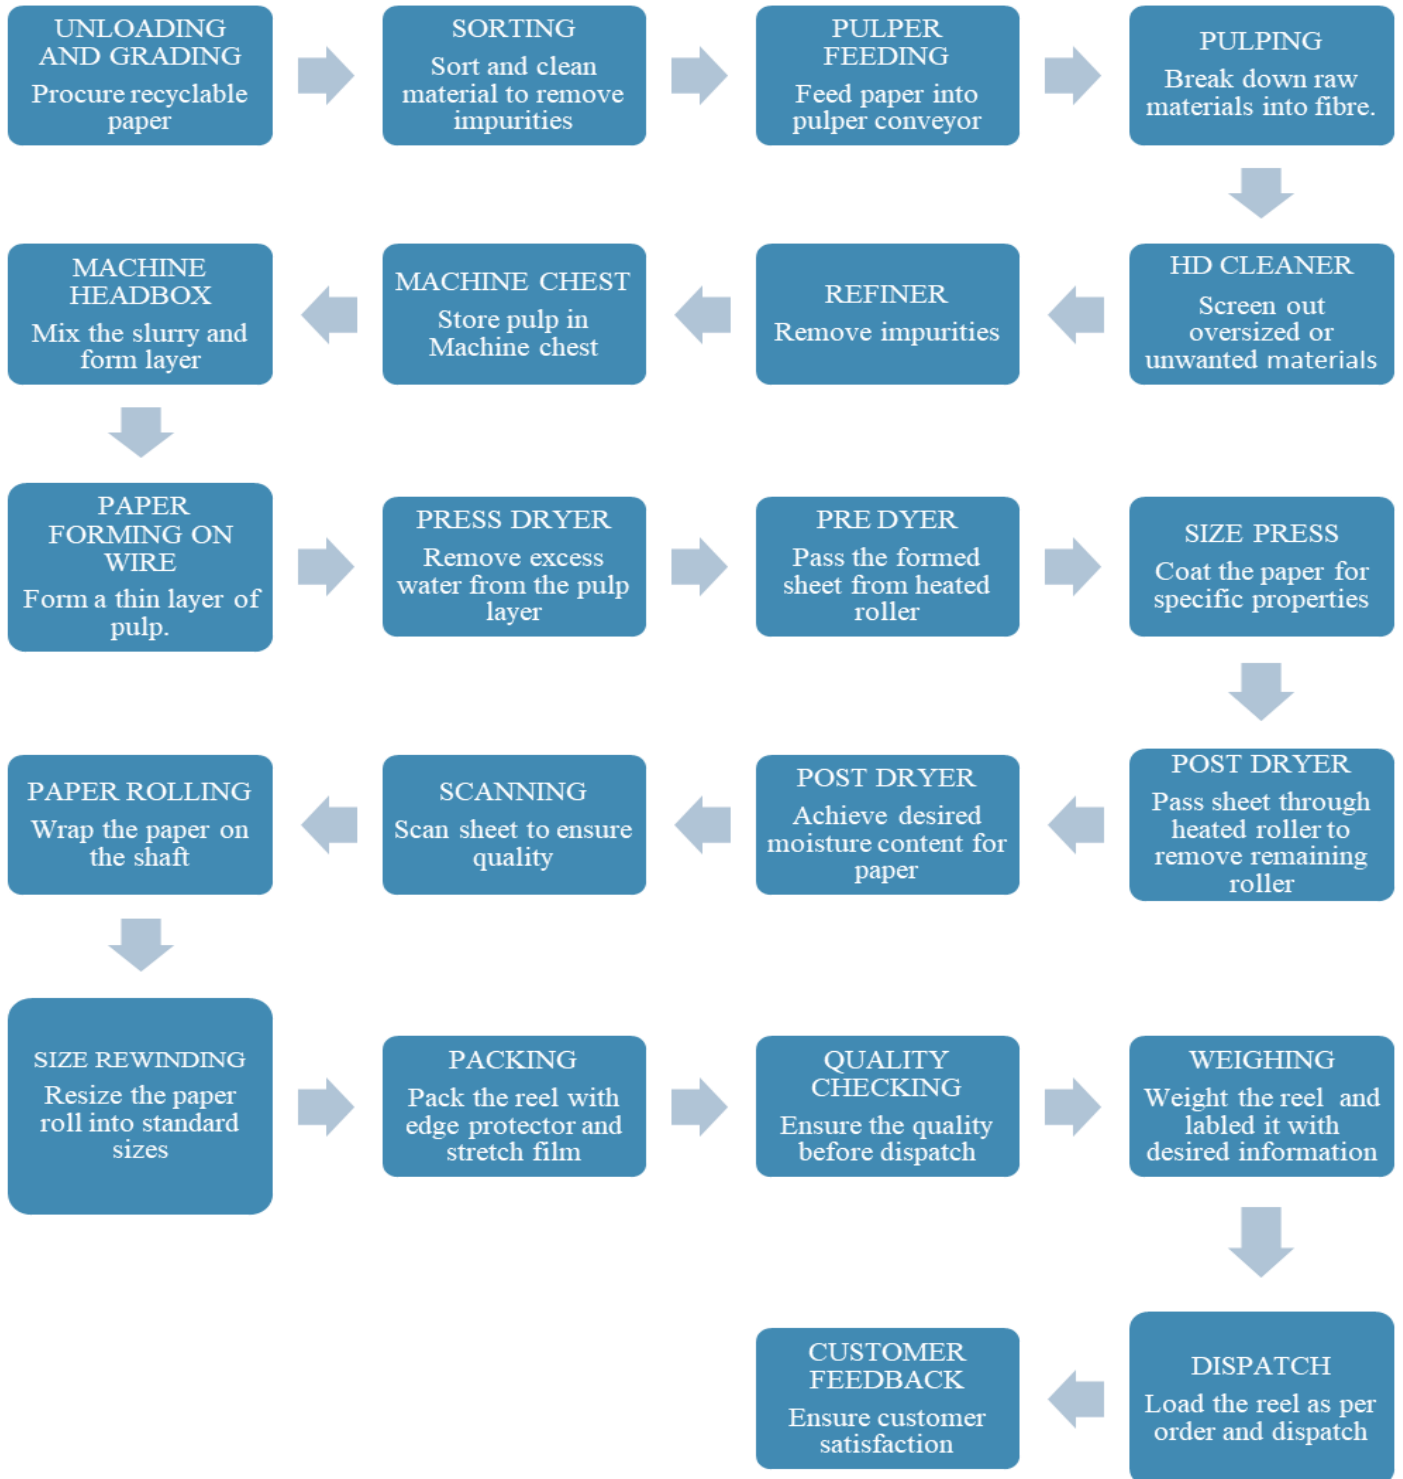 UNLOADING
AND GRADING
Procure recyclable
paper
SORTING
Sort and clean
material to remove
impurities
PULPER
FEEDING
Feed paper into
pulper conveyor
PULPING
Break down raw
materials into fibre.
HD CLEANER
Screen out
oversized or
unwanted materials
REFINER
Remove impurities
MACHINE CHEST
Store pulp in
Machine chest
MACHINE
HEADBOX
Mix the slurry and
form layer
PAPER
FORMING ON
WIRE
Form a thin layer of
pulp.
PRESS DRYER
Remove excess
water from the pulp
layer
PRE DYER
Pass the formed
sheet from heated
roller
SIZE PRESS
Coat the paper for
specific properties
POST DRYER
Pass sheet through
heated roller to
remove remaining
roller
POST DRYER
Achieve desired
moisture content for
paper
SCANNING
Scan sheet to ensure
quality
PAPER ROLLING
Wrap the paper on
the shaft
SIZE REWINDING
Resize the paper
roll into standard
sizes
PACKING
Pack the reel with
edge protector and
stretch film
QUALITY
CHECKING
Ensure the quality
before dispatch
WEIGHING
Weight the reel and
labled it with
desired information
DISPATCH
Load the reel as per
order and dispatch
CUSTOMER
FEEDBACK
Ensure customer
satisfaction